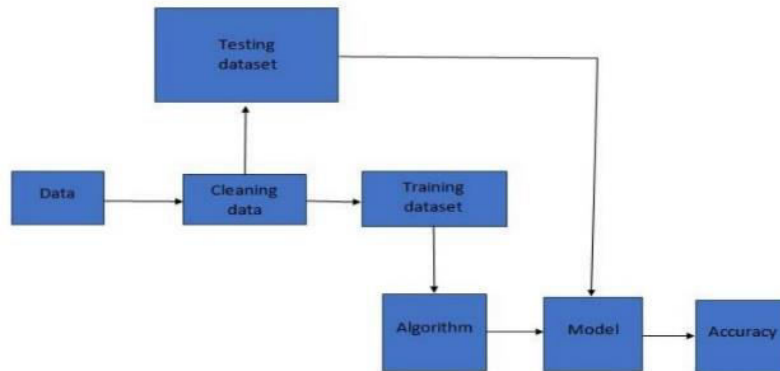 Testing
dataset
Data
Cleaning
data
Training
dataset
Algorithm
Model
Accuracy